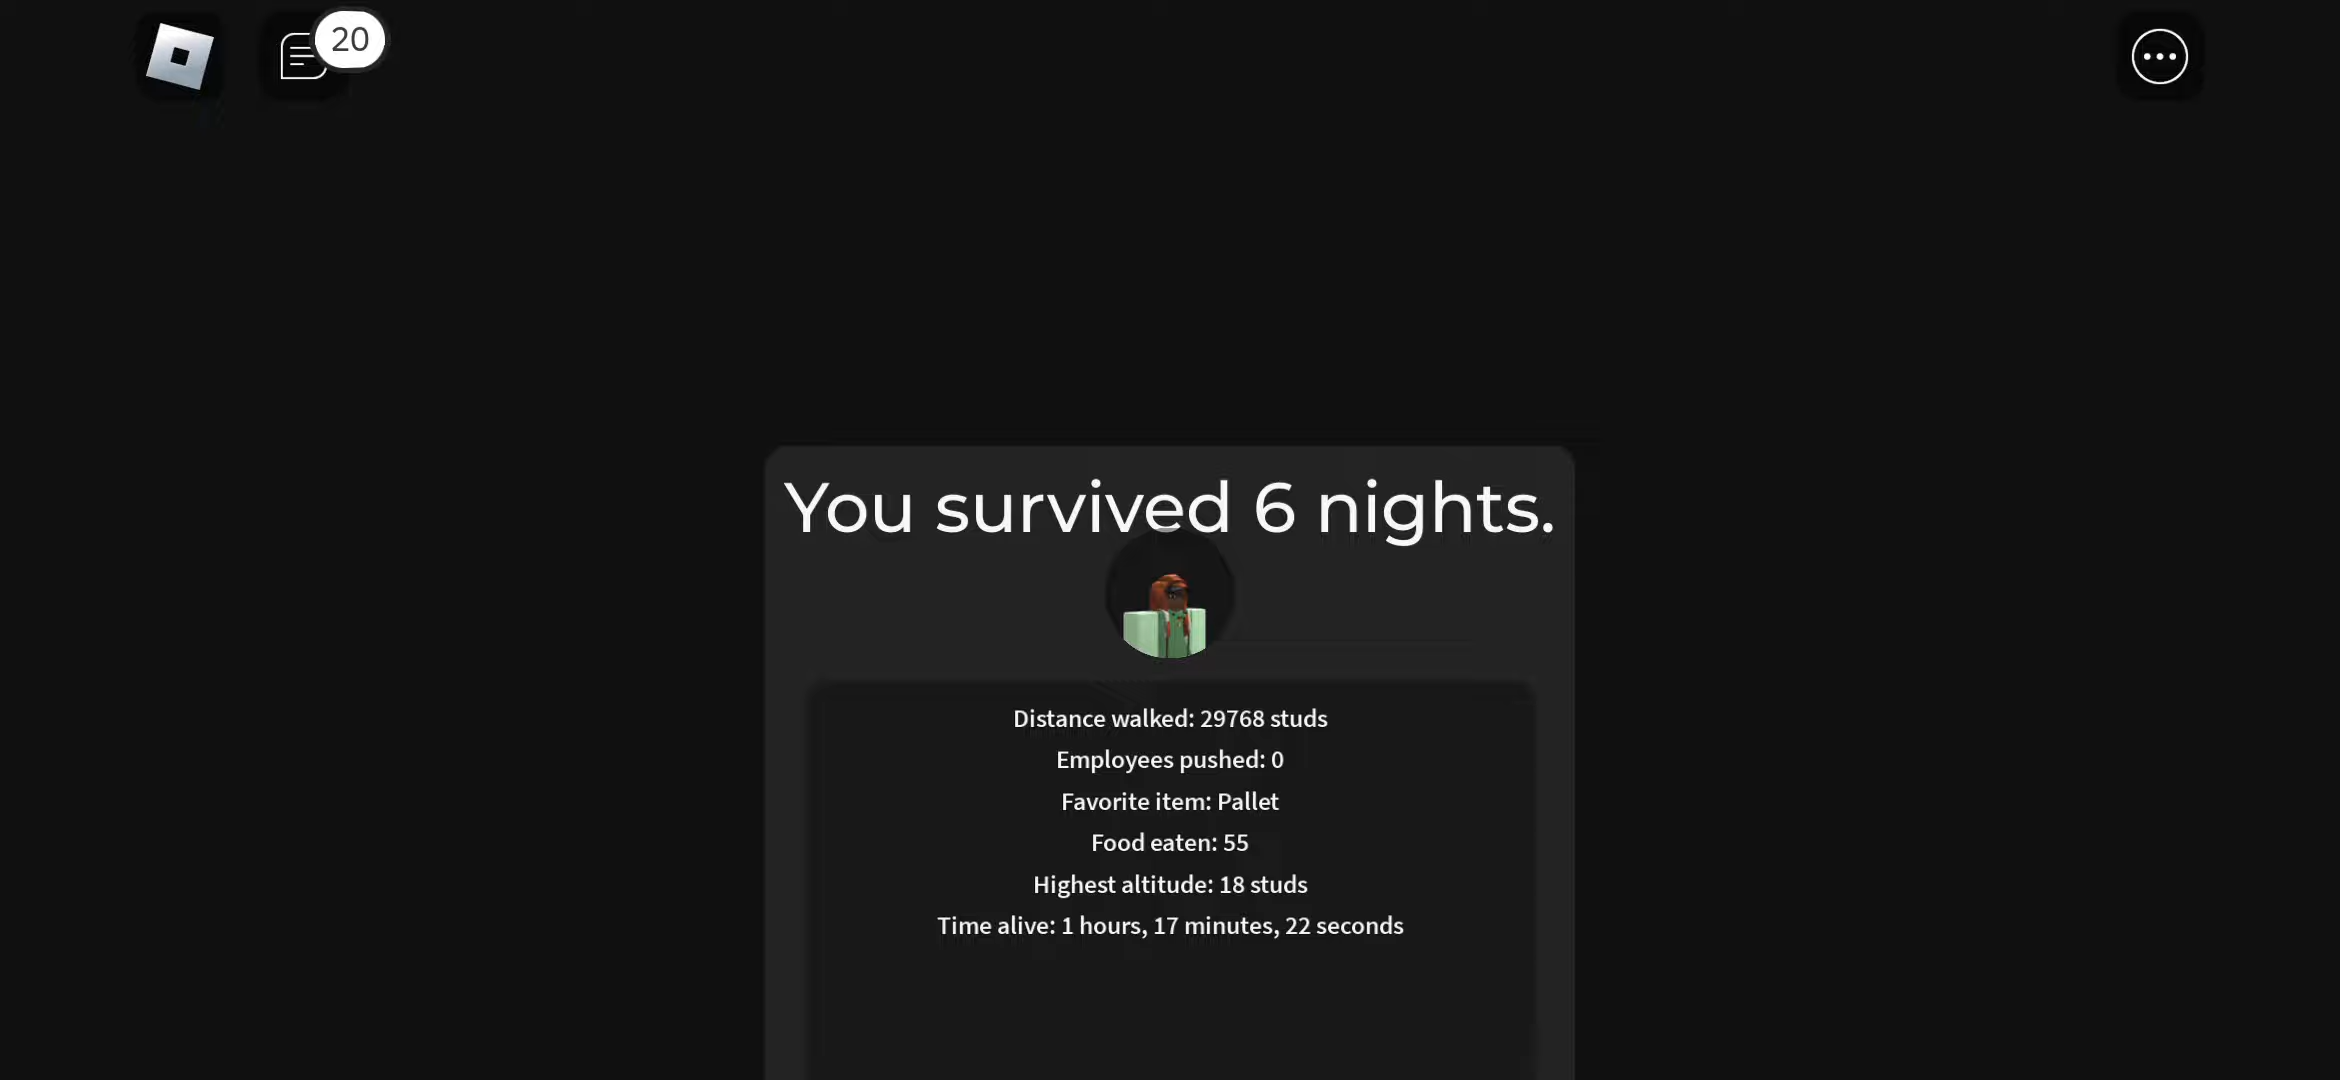 20
You survived 6 nights.
Distance walked: 29768 studs
Employees pushed: 0
Favorite item: Pallet
Food eaten: 55
Highest altitude: 18 studs
Time alive: 1 hours, 17 minutes, 22 seconds